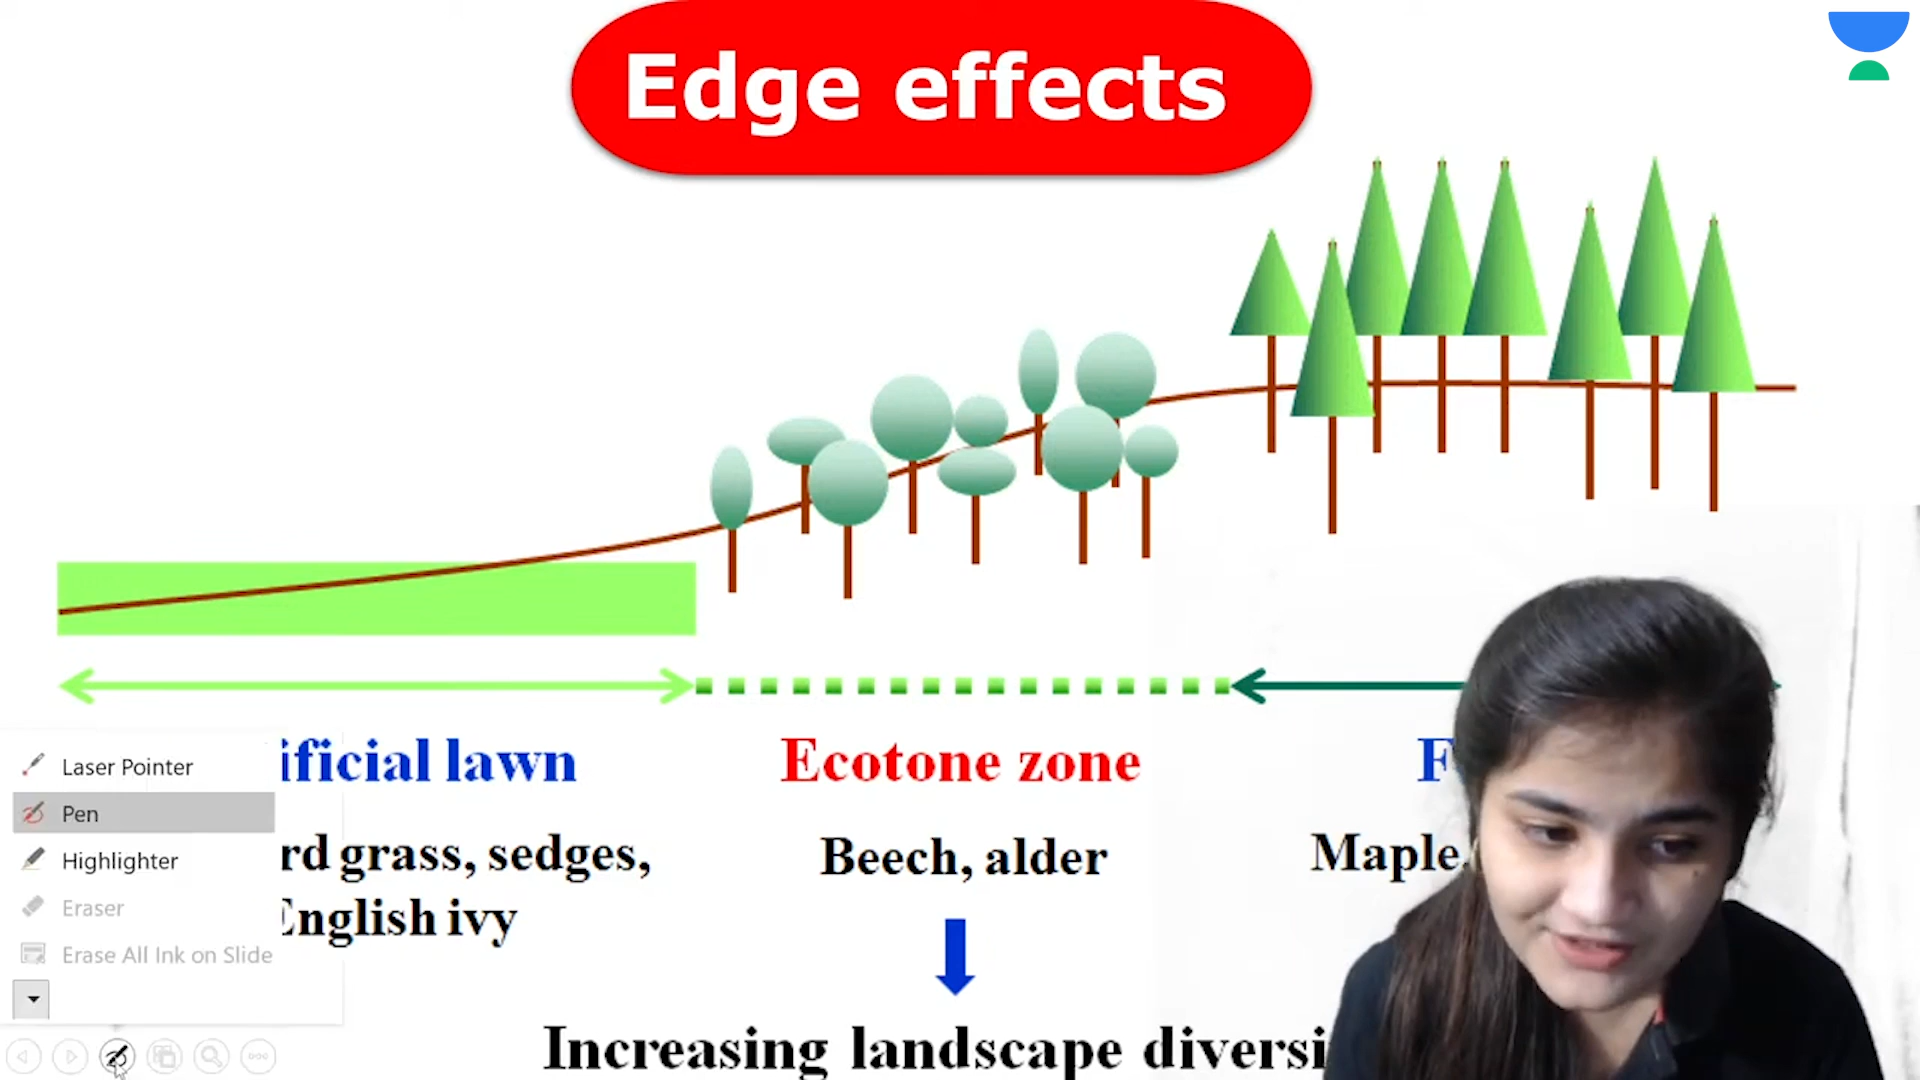 Edge effects
ificial lawn
Ecotone zone
rd grass, sedges,
English ivy
Beech, alder
Maple
Increasing landscape diversi
Laser Pointer
Pen
Highlighter
Eraser
Erase All Ink on Slide